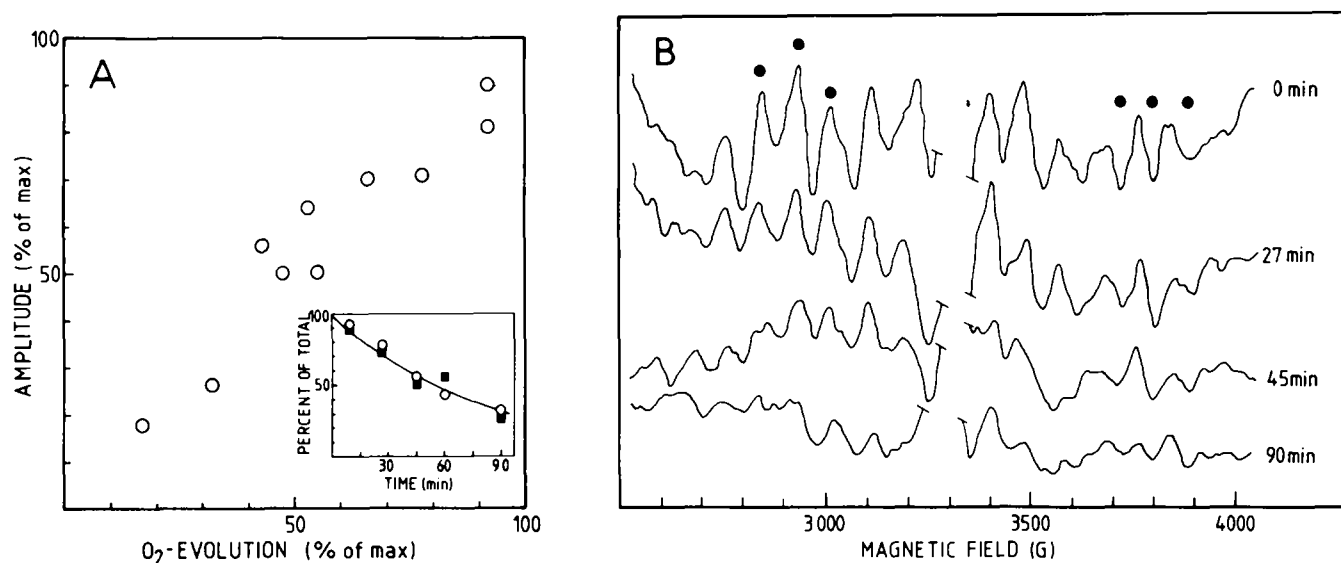 A
100
50
AMPLITUDE (% of max)
50
100
O₂-EVOLUTION (% of max)
100
50
PERCENT OF TOTAL
30
60
90
TIME (min)
B
0 min
27 min
45min
90min
3000
3500
4000
MAGNETIC FIELD (G)